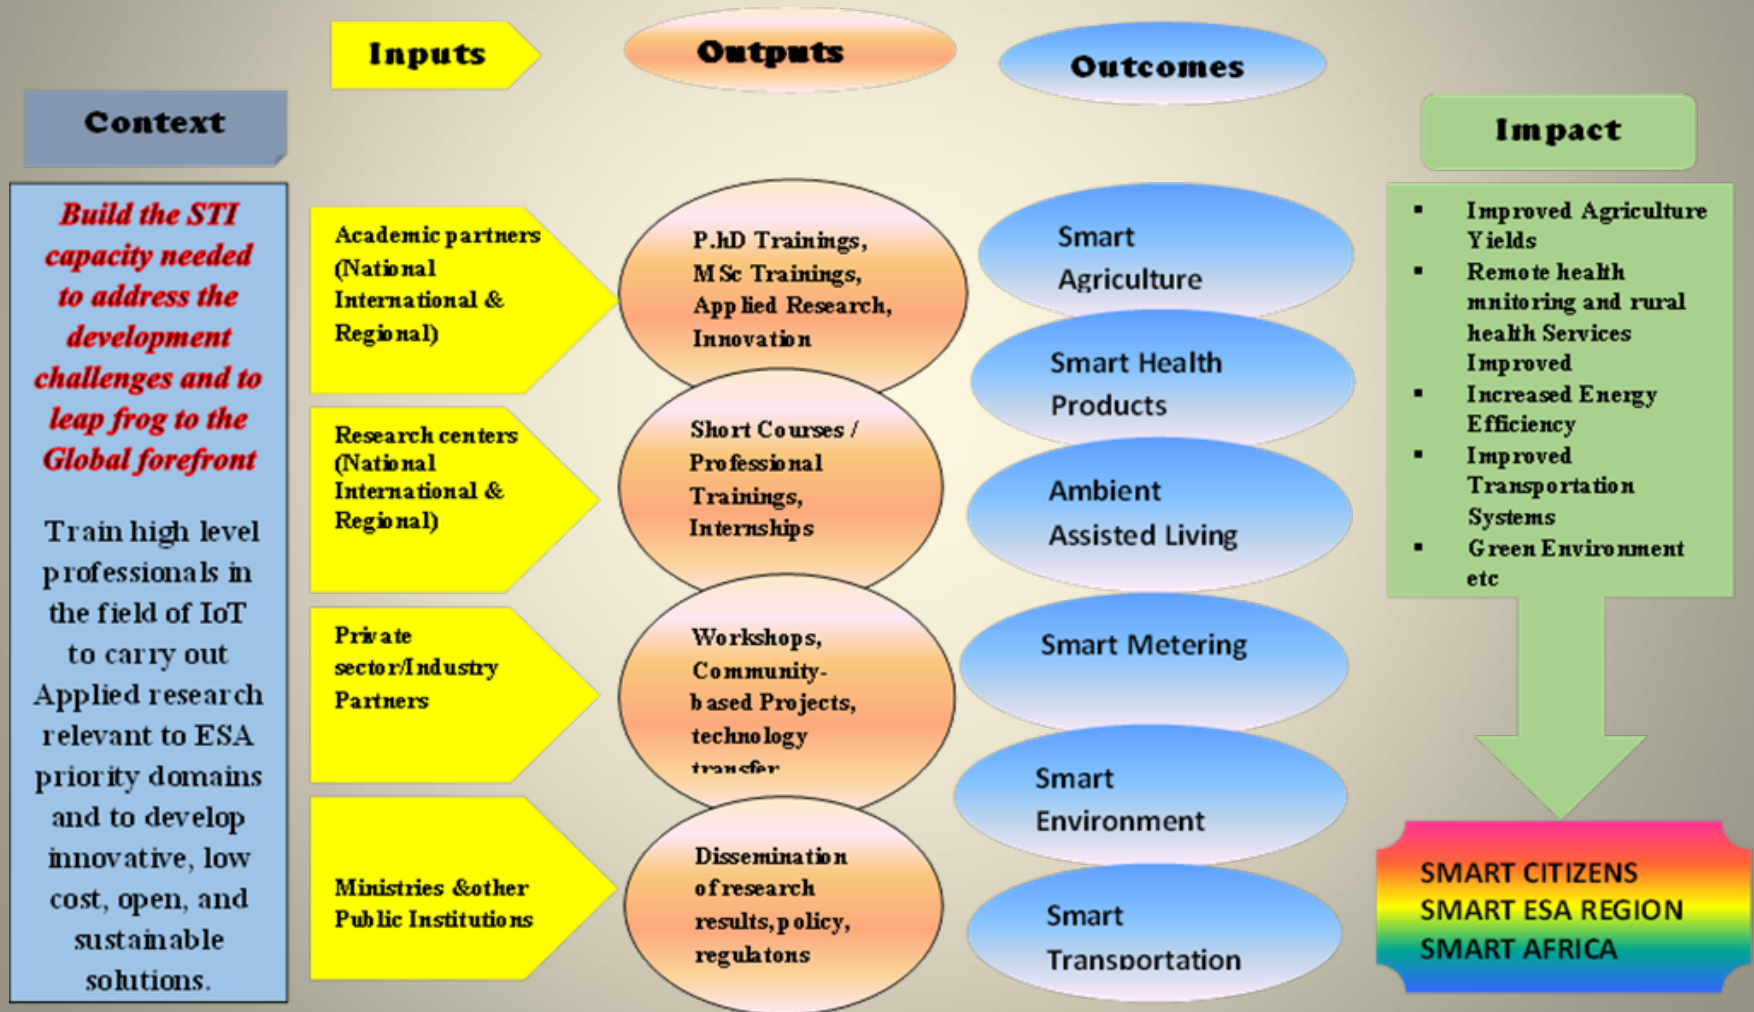 Inputs
Outputs
Outcomes
Context
Impact
Build the STI
capacity needed
to address the
development
challenges and to
leap frog to the
Global forefront
Train high level
professionals in
the field of IoT
to carry out
Applied research
relevant to ESA
priority domains
and to develop
innovative, low
cost, open, and
sustainable
solutions.
Academic partners
(National
International &
Regional)
Research centers
(National
International &
Regional)
Private
sector/Industry
Partners
Ministries &other
Public Institutions
P.hD Trainings,
MSc Trainings,
Applied Research,
Innovation
Short Courses /
Professional
Trainings,
Internships
Workshops,
Community-
based Projects,
technology
transfer
Dissemination
of research
results, policy,
regulatons
Smart
Agriculture
Smart Health
Products
Ambient
Assisted Living
Smart Metering
Smart
Environment
Smart
Transportation
▪ Improved Agriculture
Yields
▪ Remote health
mnitoring and rural
health Services
Improved
▪ Increased Energy
Efficiency
▪ Improved
Transportation
Systems
▪ Green Environment
etc
SMART CITIZENS
SMART ESA REGION
SMART AFRICA